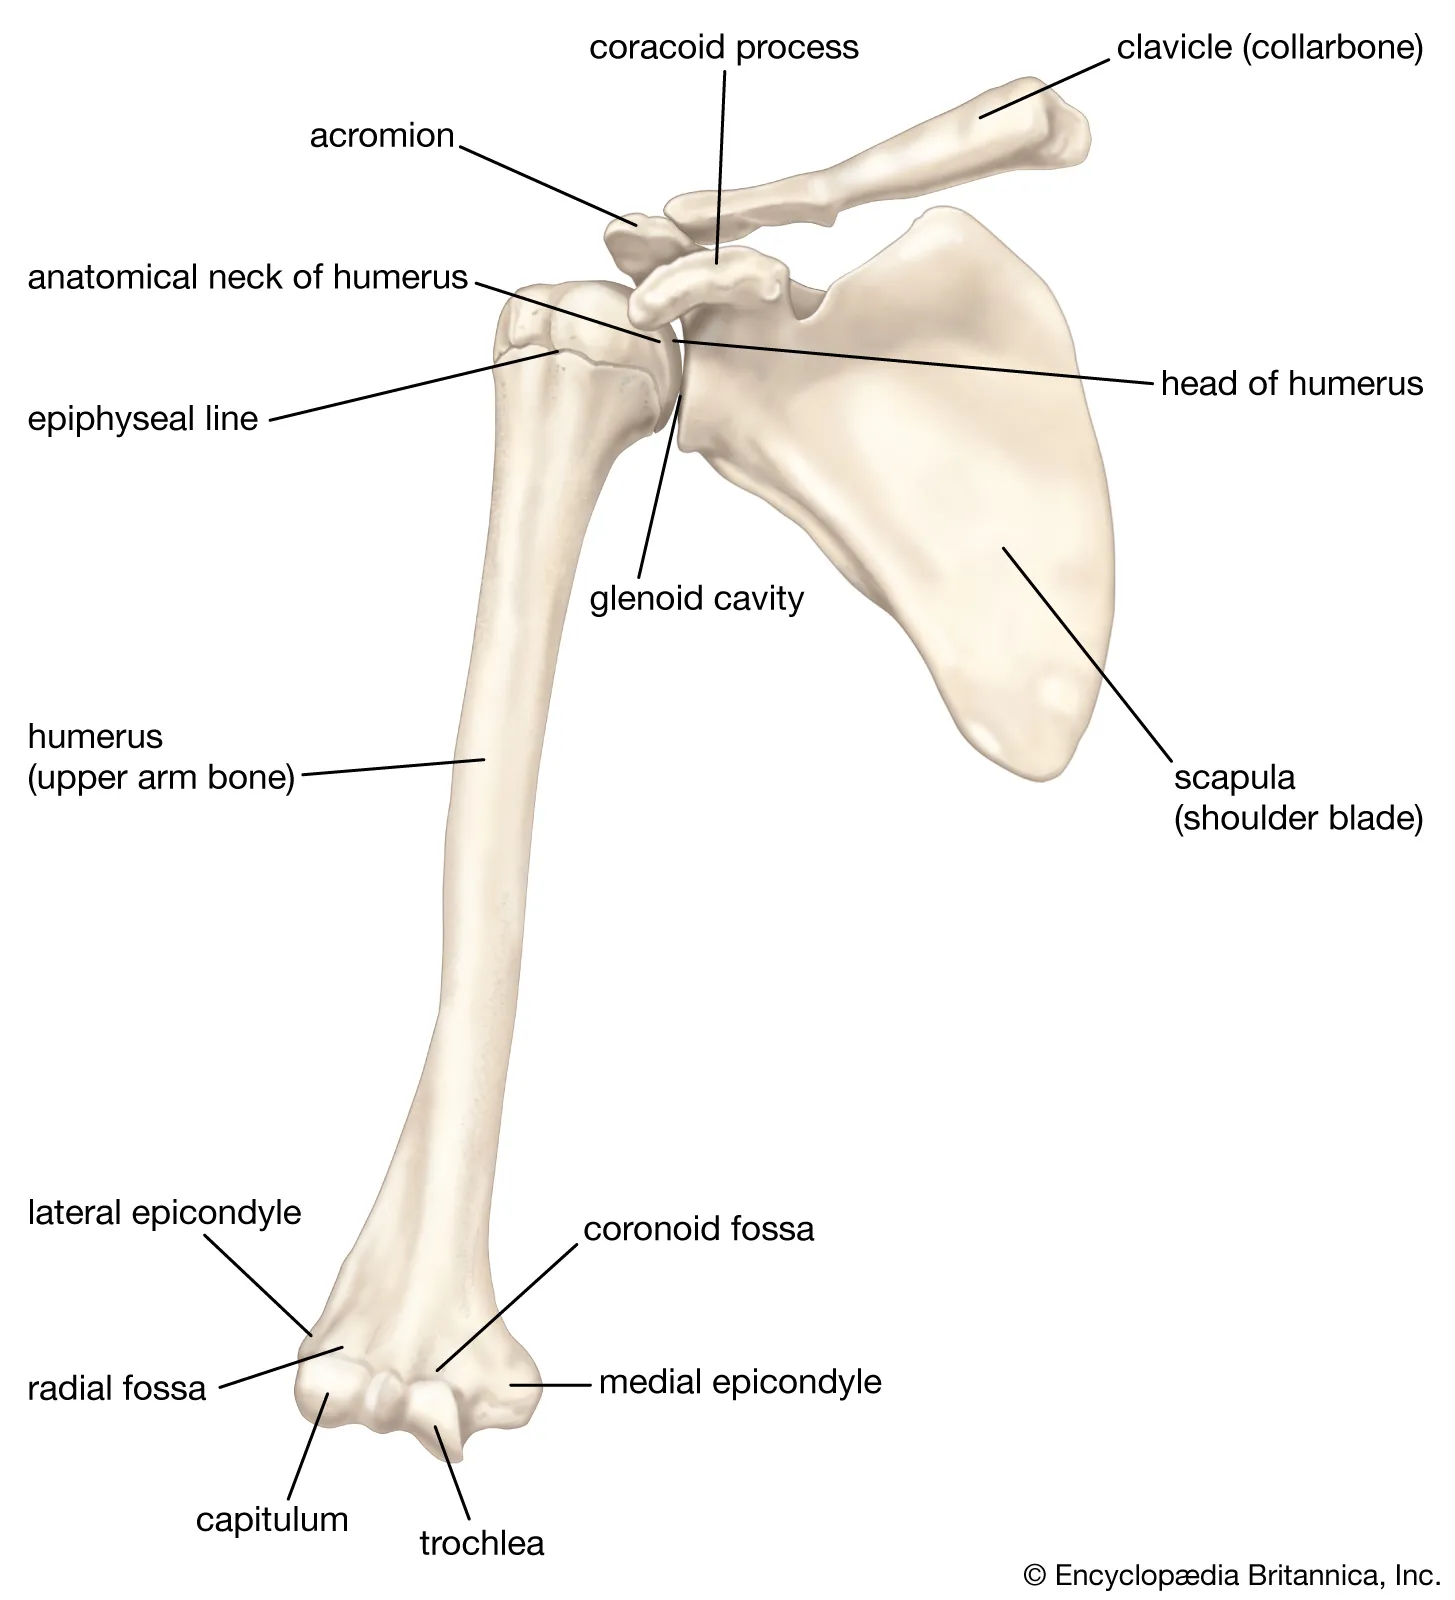 coracoid process
clavicle (collarbone)
acromion
anatomical neck of humerus
head of humerus
epiphyseal line
glenoid cavity
humerus
(upper arm bone)
scapula
(shoulder blade)
lateral epicondyle
coronoid fossa
radial fossa
medial epicondyle
capitulum
trochlea
© Encyclopædia Britannica, Inc.